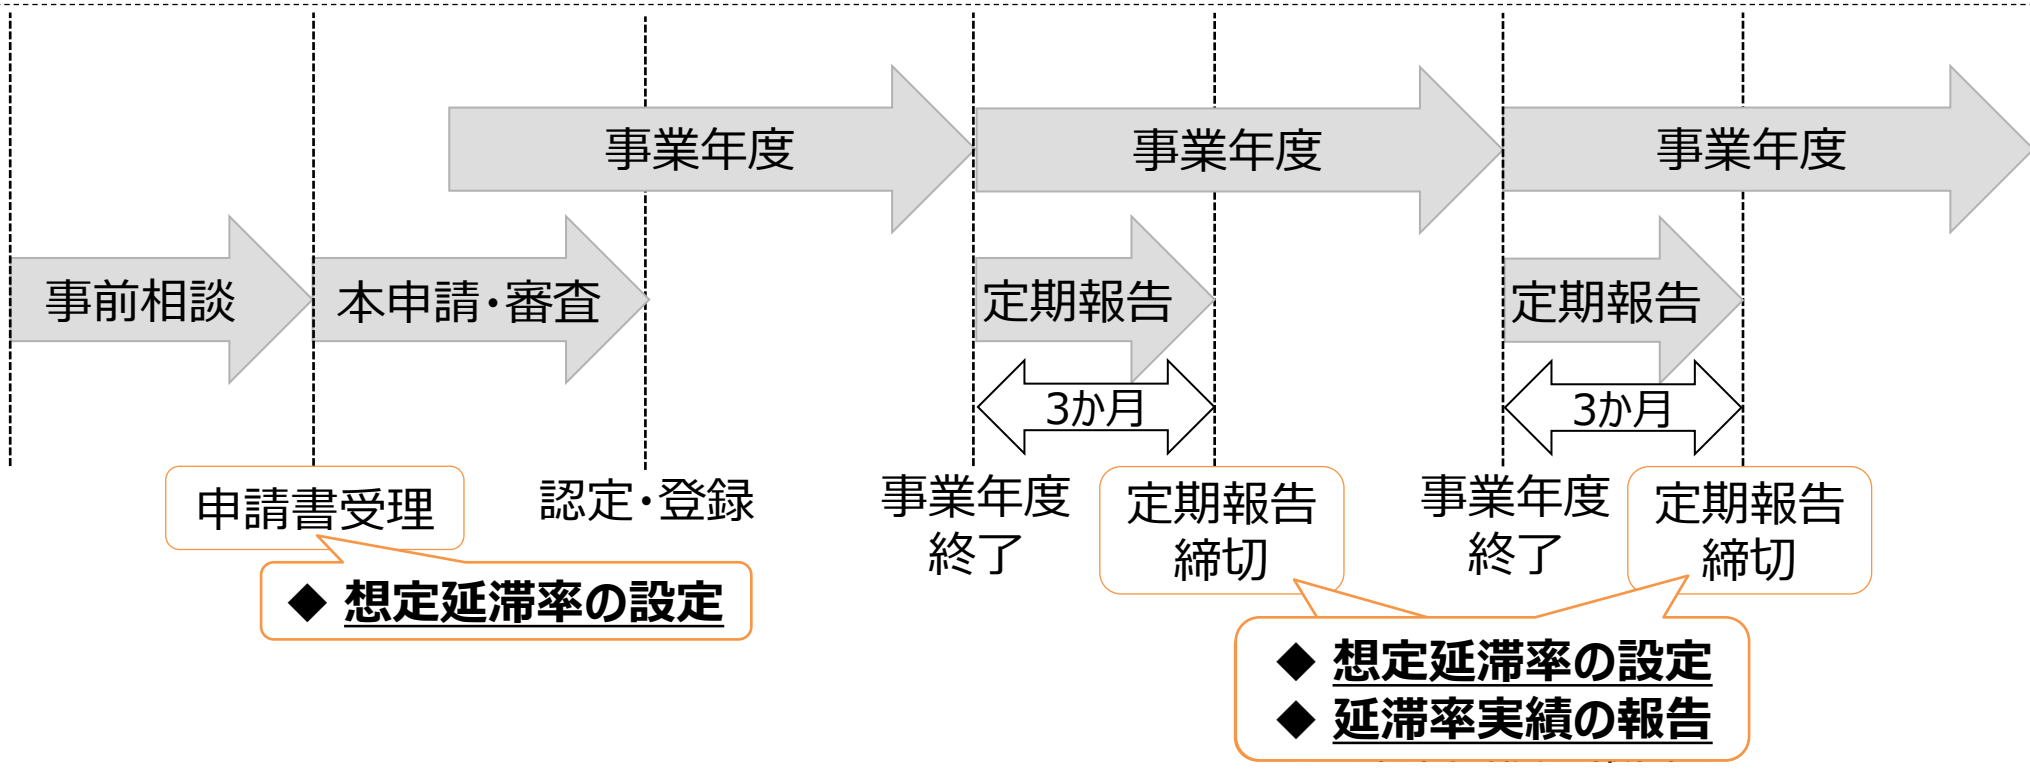 事業年度
事業年度
事業年度
事前相談
本申請・審査
定期報告
定期報告
3か月
3か月
申請書受理
認定・登録
事業年度
終了
定期報告
締切
事業年度
終了
定期報告
締切
◆ 想定延滞率の設定
◆ 想定延滞率の設定
◆ 延滞率実績の報告